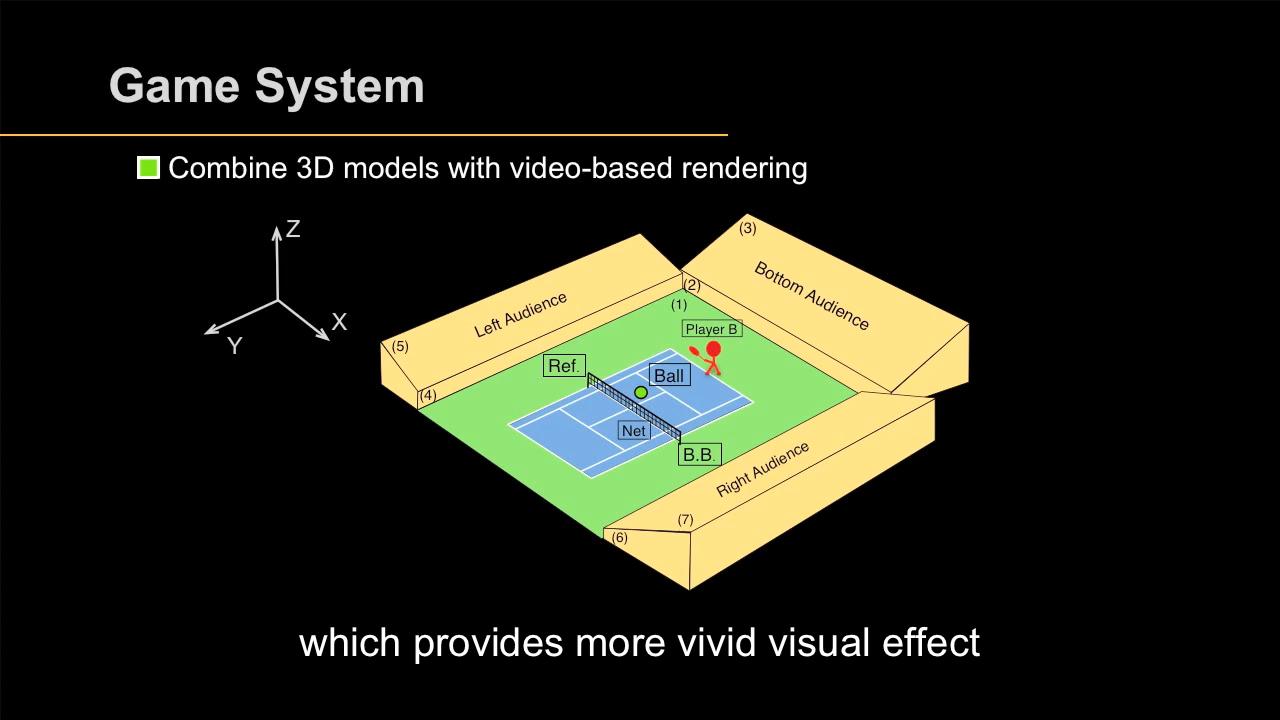 Game System
Combine 3D models with video-based rendering
Z
X
Y
(3)
Bottom Audience
(2)
(1)
Left Audience
(5)
(4)
Player B
Ref.
Ball
Net
B.B.
Right Audience
(7)
(6)
which provides more vivid visual effect